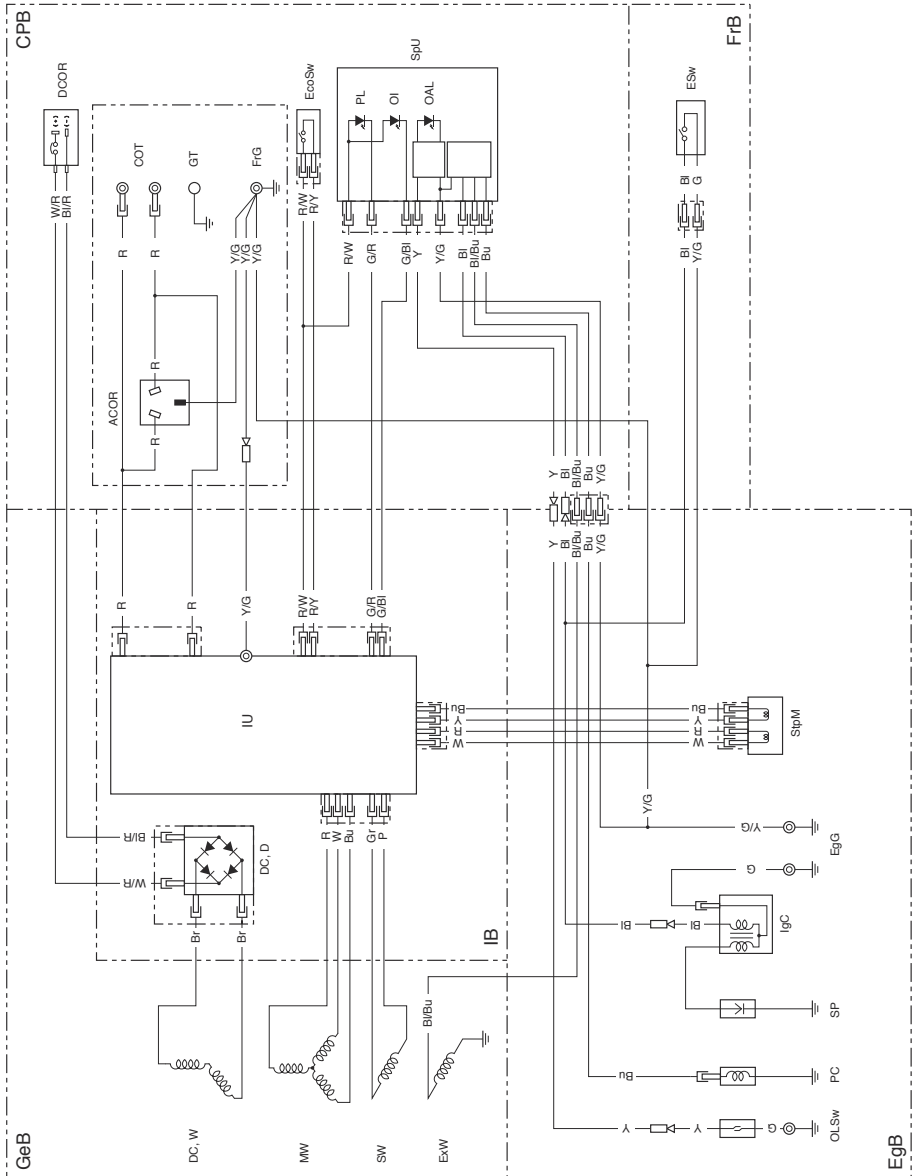 CPB
DCOR
W/R
Bl/R
COT
GT
FrG
R
R
Y/G
Y/G
Y/G
R
R
ACOR
EcoSw
R/W
R/Y
SpU
PL
OI
OAL
R/W
G/R
G/Bl
Y
Y/G
Bl
Bl/Bu
Bu
FrB
ESw
Bl
G
Bl
Y/G
Y
Bl
Bl/Bu
Bu
Y/G
Y
Bl
Bl/Bu
Bu
Y/G
R
R
Y/G
R/W
R/Y
G/R
G/Bl
IU
Bu
Y
R
W
Bu
Y
R
W
StpM
Bl/R
W/R
DC, D
Br
Br
R
W
Bu
Gr
P
IB
Bl/Bu
DC, W
MW
SW
ExW
GeB
Y/G
Y/G
EgG
G
Bl
Bl
IgC
SP
Bu
PC
Y
Y
G
OLSw
EgB